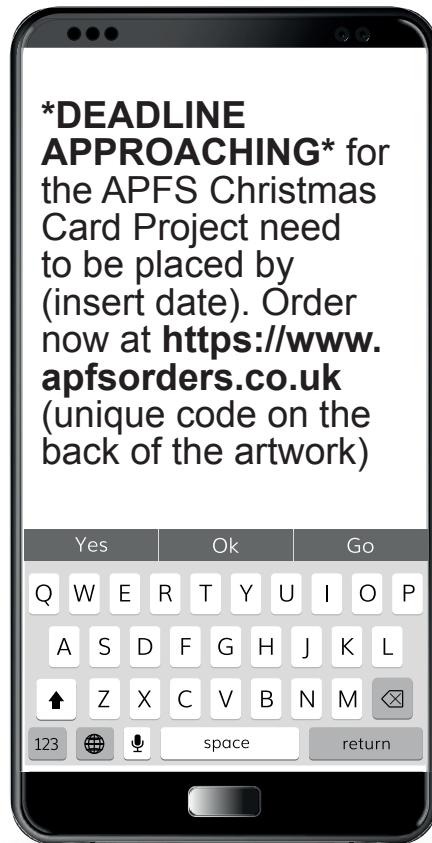 *DEADLINE
APPROACHING* for
the APFS Christmas
Card Project need
to be placed by
(insert date). Order
now at https://www.
apfsorders.co.uk
(unique code on the
back of the artwork)
Yes Ok Go
Q W E R T Y U I O P
A S D F G H J K L
Z X C V B N M
123 space return